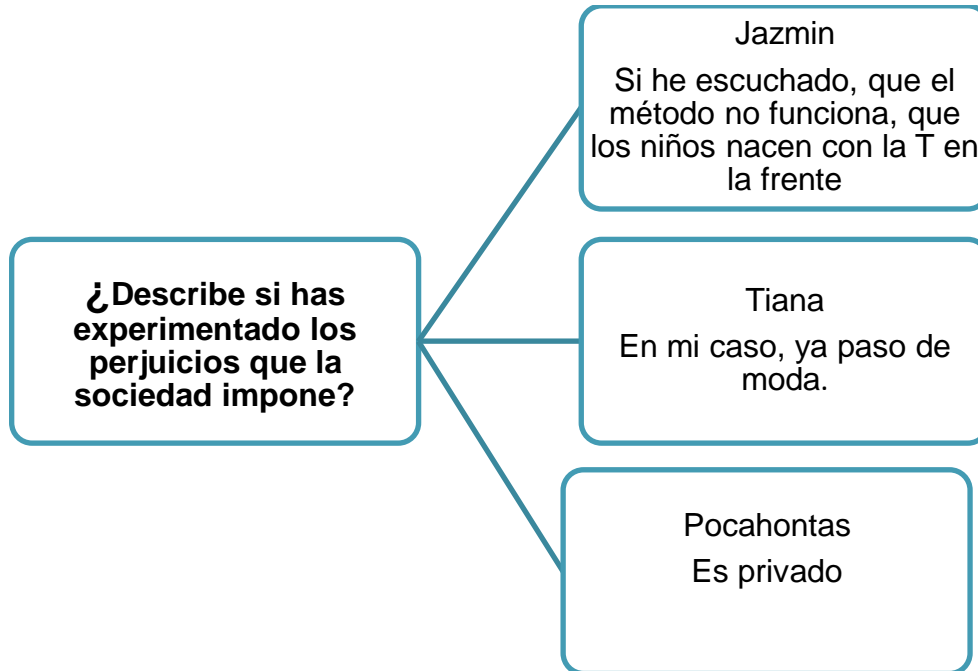 Jazmin
Si he escuchado, que el
método no funciona, que
los niños nacen con la T en
la frente
¿Describe si has
experimentado los
perjuicios que la
sociedad impone?
Tiana
En mi caso, ya paso de
moda.
Pocahontas
Es privado